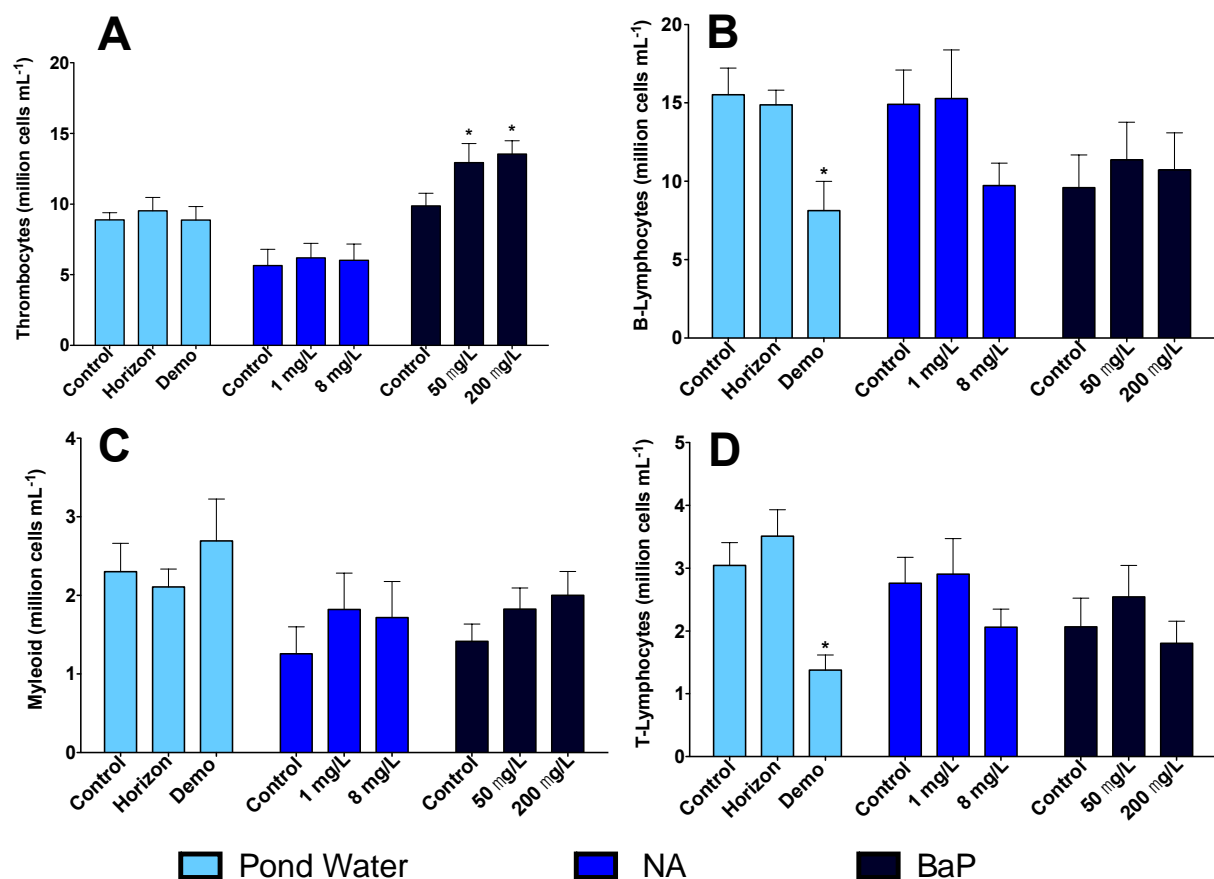 A
Thrombocytes (million cells mL-1)
20
15
10
5
0
Control
Horizon
Demo
Control
1 mg/L
8 mg/L
Control
50 mg/L
200 mg/L
*
*
B
B-Lymphocytes (million cells mL-1)
20
15
10
5
0
Control
Horizon
Demo
Control
1 mg/L
8 mg/L
Control
50 mg/L
200 mg/L
*
C
Myleoid (million cells mL-1)
4
3
2
1
0
Control
Horizon
Demo
Control
1 mg/L
8 mg/L
Control
50 mg/L
200 mg/L
D
T-Lymphocytes (million cells mL-1)
5
4
3
2
1
0
Control
Horizon
Demo
Control
1 mg/L
8 mg/L
Control
50 mg/L
200 mg/L
*
Pond Water
NA
BaP